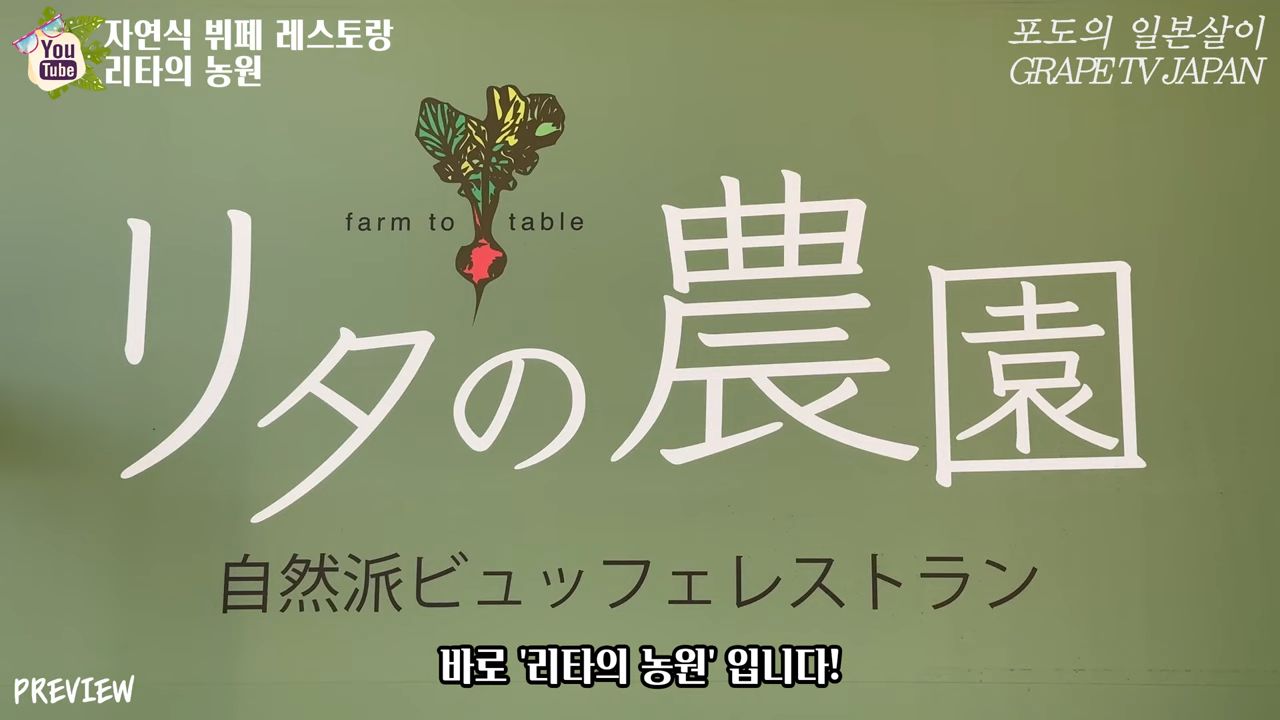 You
Tube
자연식 뷔페 레스토랑
리타의 농원
포도의 일본살이
GRAPE TV JAPAN
farm to table
リタの農園
自然派ビュッフェレストラン
바로 '리타의 농원' 입니다!
PREVIEW